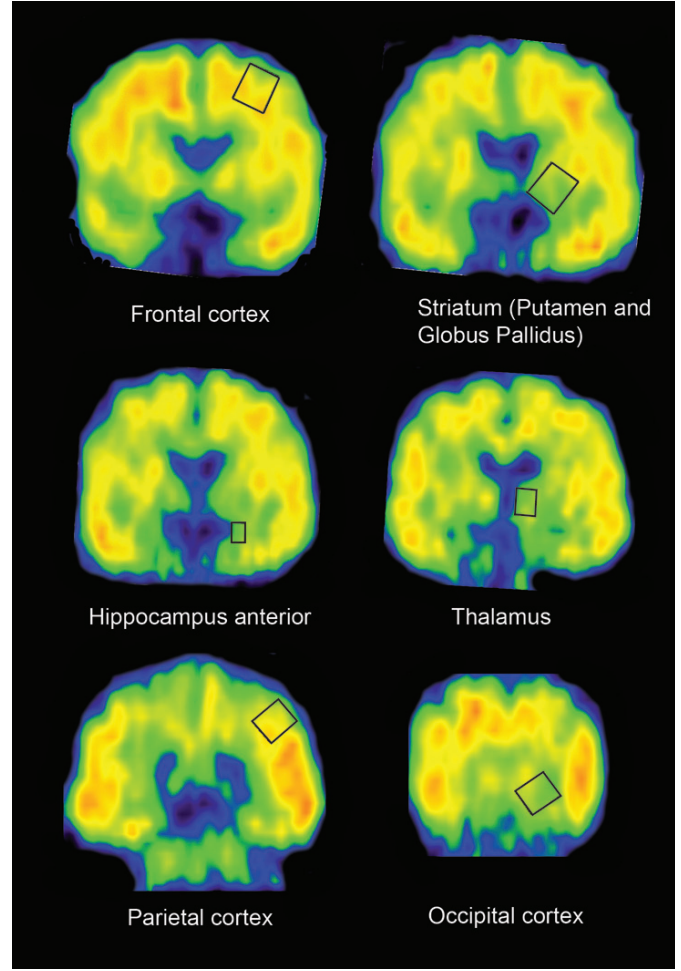 Frontal cortex
Striatum (Putamen and
Globus Pallidus)
Hippocampus anterior
Thalamus
Parietal cortex
Occipital cortex